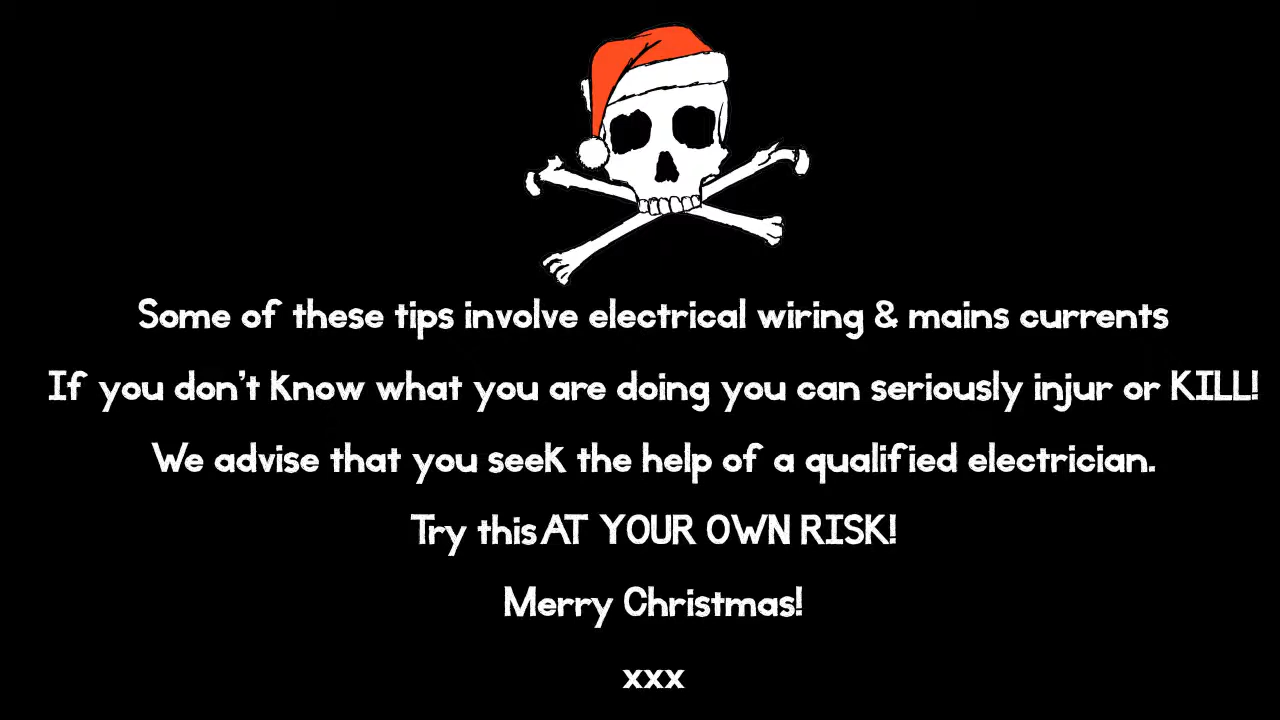 Some of these tips involve electrical wiring & mains currents
If you don't know what you are doing you can seriously injur or KILL!
We advise that you seek the help of a qualified electrician.
Try this AT YOUR OWN RISK!
Merry Christmas!
xxx